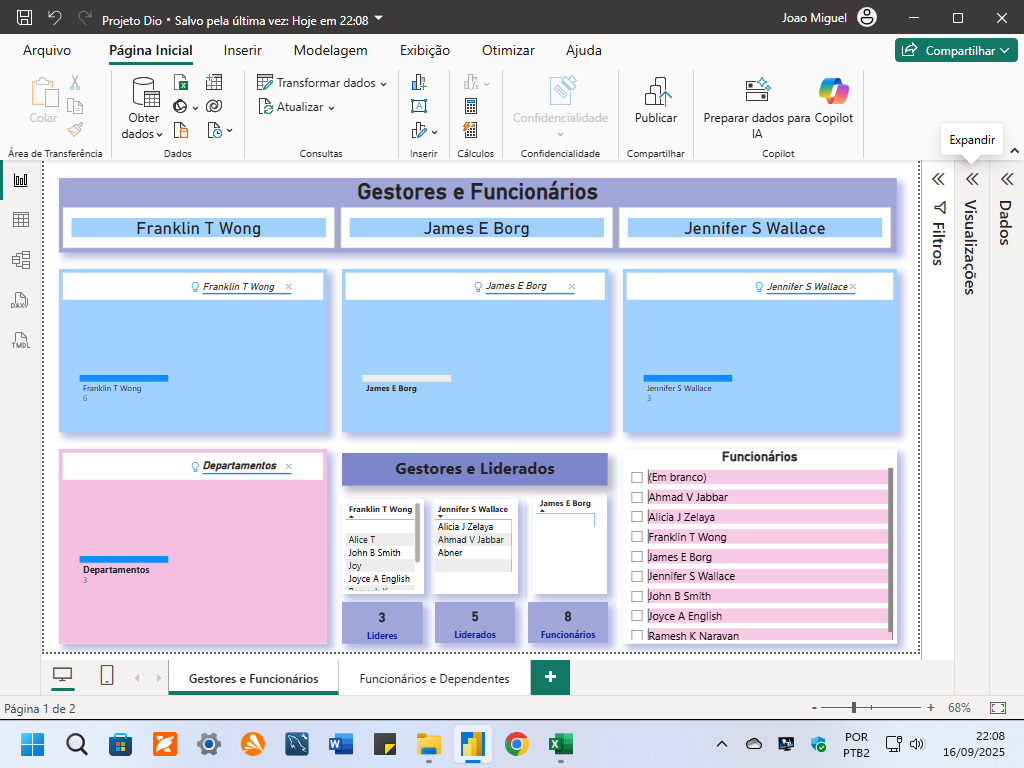 Projeto Dio • Salvo pela última vez: Hoje em 22:08
Joao Miguel
Arquivo
Página Inicial
Inserir
Modelagem
Exibição
Otimizar
Ajuda
Compartilhar
Colar
Obter
dados
Transformar dados
Atualizar
Confidencialidade
Publicar
Preparar dados para
IA
Copilot
Área de Transferência
Dados
Consultas
Inserir
Cálculos
Confidencialidade
Compartilhar
Copilot
Expandir
DAX
TMDL
Gestores e Funcionários
Franklin T Wong
James E Borg
Jennifer S Wallace
Filtros
Visualizações
Dados
Franklin T Wong
James E Borg
Jennifer S Wallace
Franklin T Wong
6
James E Borg
Jennifer S Wallace
3
Departamentos
Departamentos
3
Gestores e Liderados
Franklin T Wong
Alice T
John B Smith
Joy
Joyce A English
Jennifer S Wallace
Alicia J Zelaya
Ahmad V Jabbar
Abner
James E Borg
3
Lideres
5
Liderados
8
Funcionários
Funcionários
(Em branco)
Ahmad V Jabbar
Alicia J Zelaya
Franklin T Wong
James E Borg
Jennifer S Wallace
John B Smith
Joyce A English
Ramesh K Narayan
Gestores e Funcionários
Funcionários e Dependentes
+
Página 1 de 2
- + 68%
POR
PTB2
22:08
16/09/2025